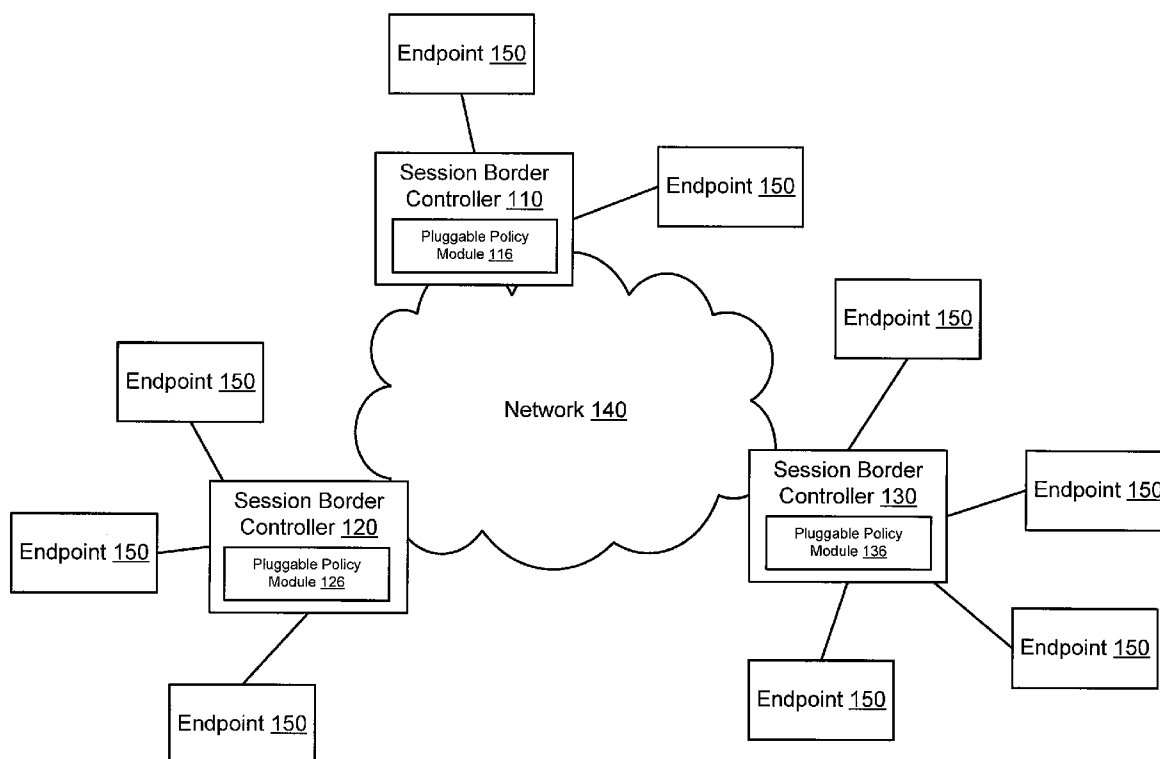 Endpoint 150
Session Border
Controller 110
Pluggable Policy
Module 116
Endpoint 150
Endpoint 150
Endpoint 150
Network 140
Session Border
Controller 130
Pluggable Policy
Module 136
Endpoint 150
Session Border
Controller 120
Pluggable Policy
Module 126
Endpoint 150
Endpoint 150
Endpoint 150
Endpoint 150